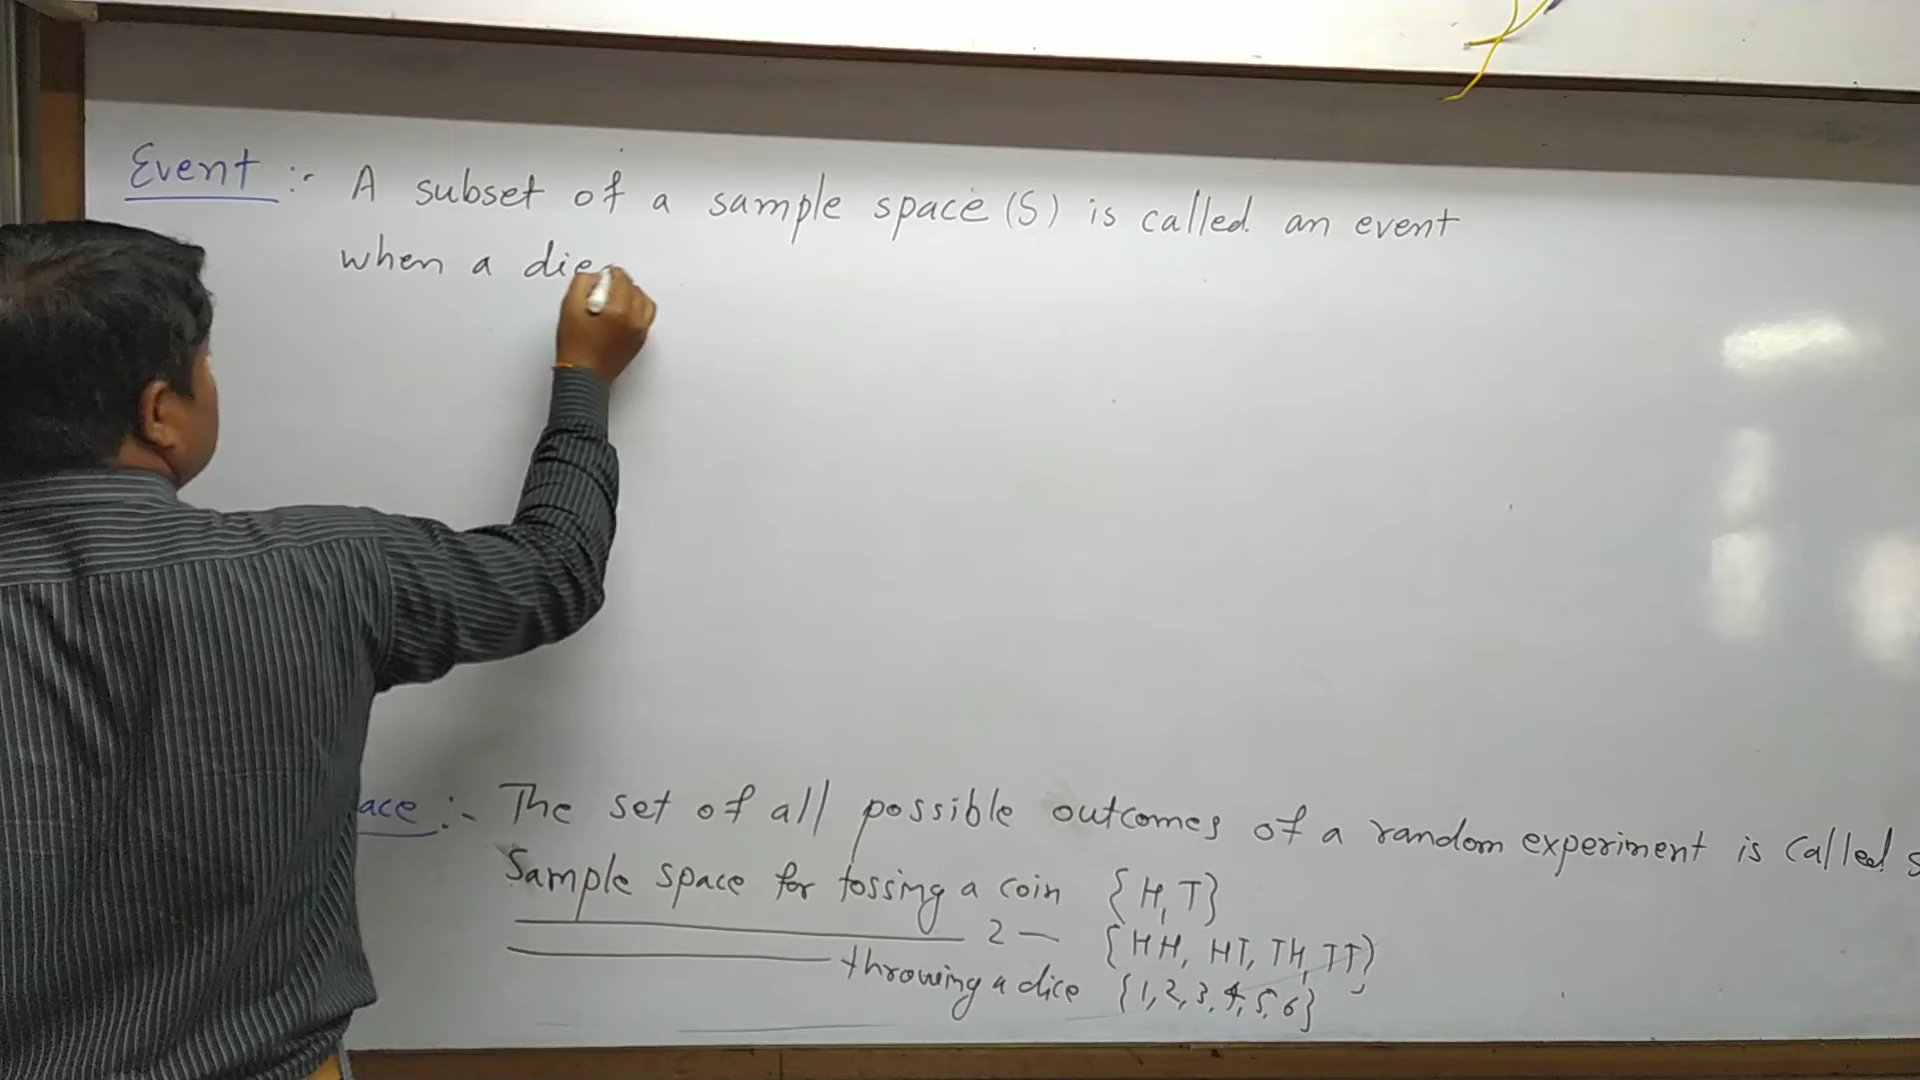 Event :- A subset of a sample space (S) is called an event
when a die
ace :- The set of all possible outcomes of a random experiment is called s
Sample space for tossing a coin {H, T}
2 — {HH, HT, TH, TT}
throwing a dice {1, 2, 3, 4, 5, 6}